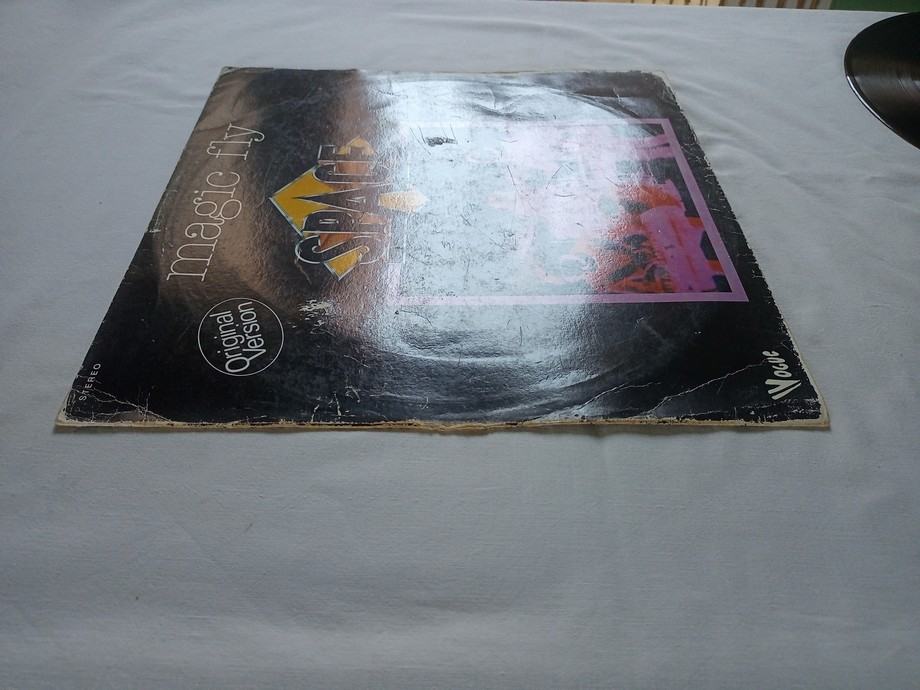 magic fly
SPACE
Original
Version
STEREO
VOGUE